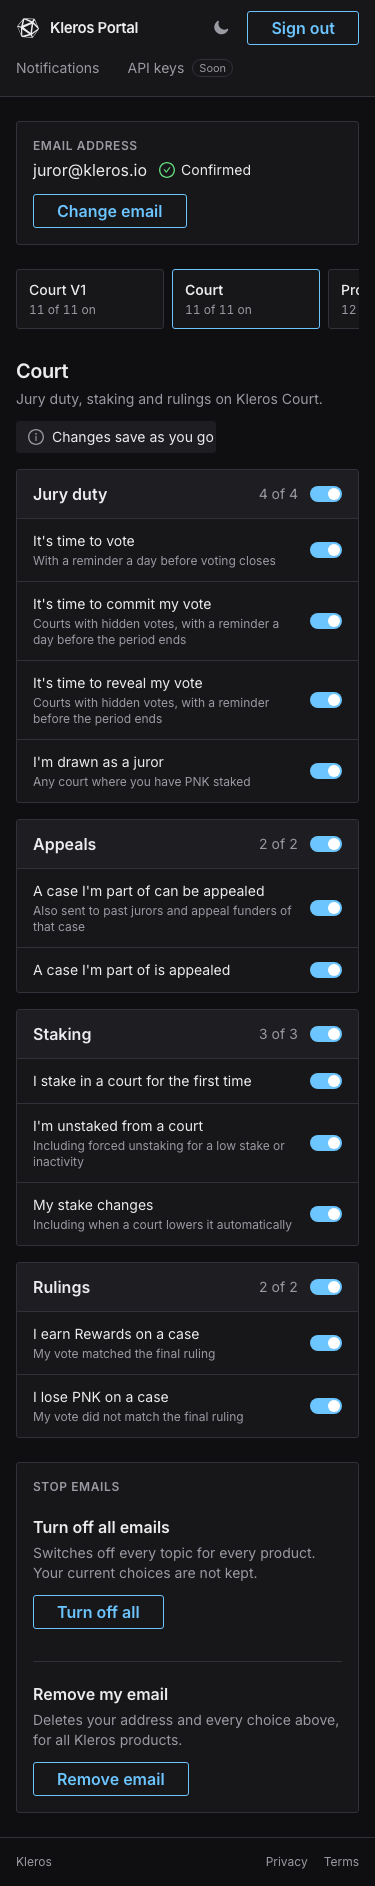 Kleros Portal
Sign out
Notifications
API keys
Soon
EMAIL ADDRESS
juror@kleros.io
Confirmed
Change email
Court V1
11 of 11 on
Court
11 of 11 on
12
Court
Jury duty, staking and rulings on Kleros Court.
Changes save as you go
Jury duty
4 of 4
It's time to vote
With a reminder a day before voting closes
It's time to commit my vote
Courts with hidden votes, with a reminder a
day before the period ends
It's time to reveal my vote
Courts with hidden votes, with a reminder
before the period ends
I'm drawn as a juror
Any court where you have PNK staked
Appeals
2 of 2
A case I'm part of can be appealed
Also sent to past jurors and appeal funders of
that case
A case I'm part of is appealed
Staking
3 of 3
I stake in a court for the first time
I'm unstaked from a court
Including forced unstaking for a low stake or
inactivity
My stake changes
Including when a court lowers it automatically
Rulings
2 of 2
I earn Rewards on a case
My vote matched the final ruling
I lose PNK on a case
My vote did not match the final ruling
STOP EMAILS
Turn off all emails
Switches off every topic for every product.
Your current choices are not kept.
Turn off all
Remove my email
Deletes your address and every choice above,
for all Kleros products.
Remove email
Kleros
Privacy
Terms